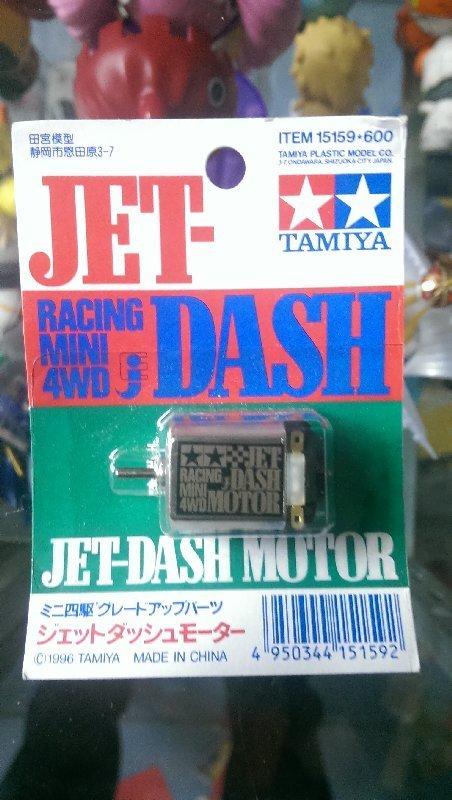 田宮模型
静岡市恩田原3-7
ITEM 15159★600
TAMIYA PLASTIC MODEL CO.
3-7, ONDAWARA, SHIZUOKA-CITY, JAPAN.
TAMIYA
JET-
RACING
MINI
4WD
DASH
JET
RACING
MINI
4WD
DASH
MOTOR
JET-DASH MOTOR
ミニ四駆グレードアップパーツ
ジェットダッシュモーター
©1996 TAMIYA MADE IN CHINA
4 950344 151592